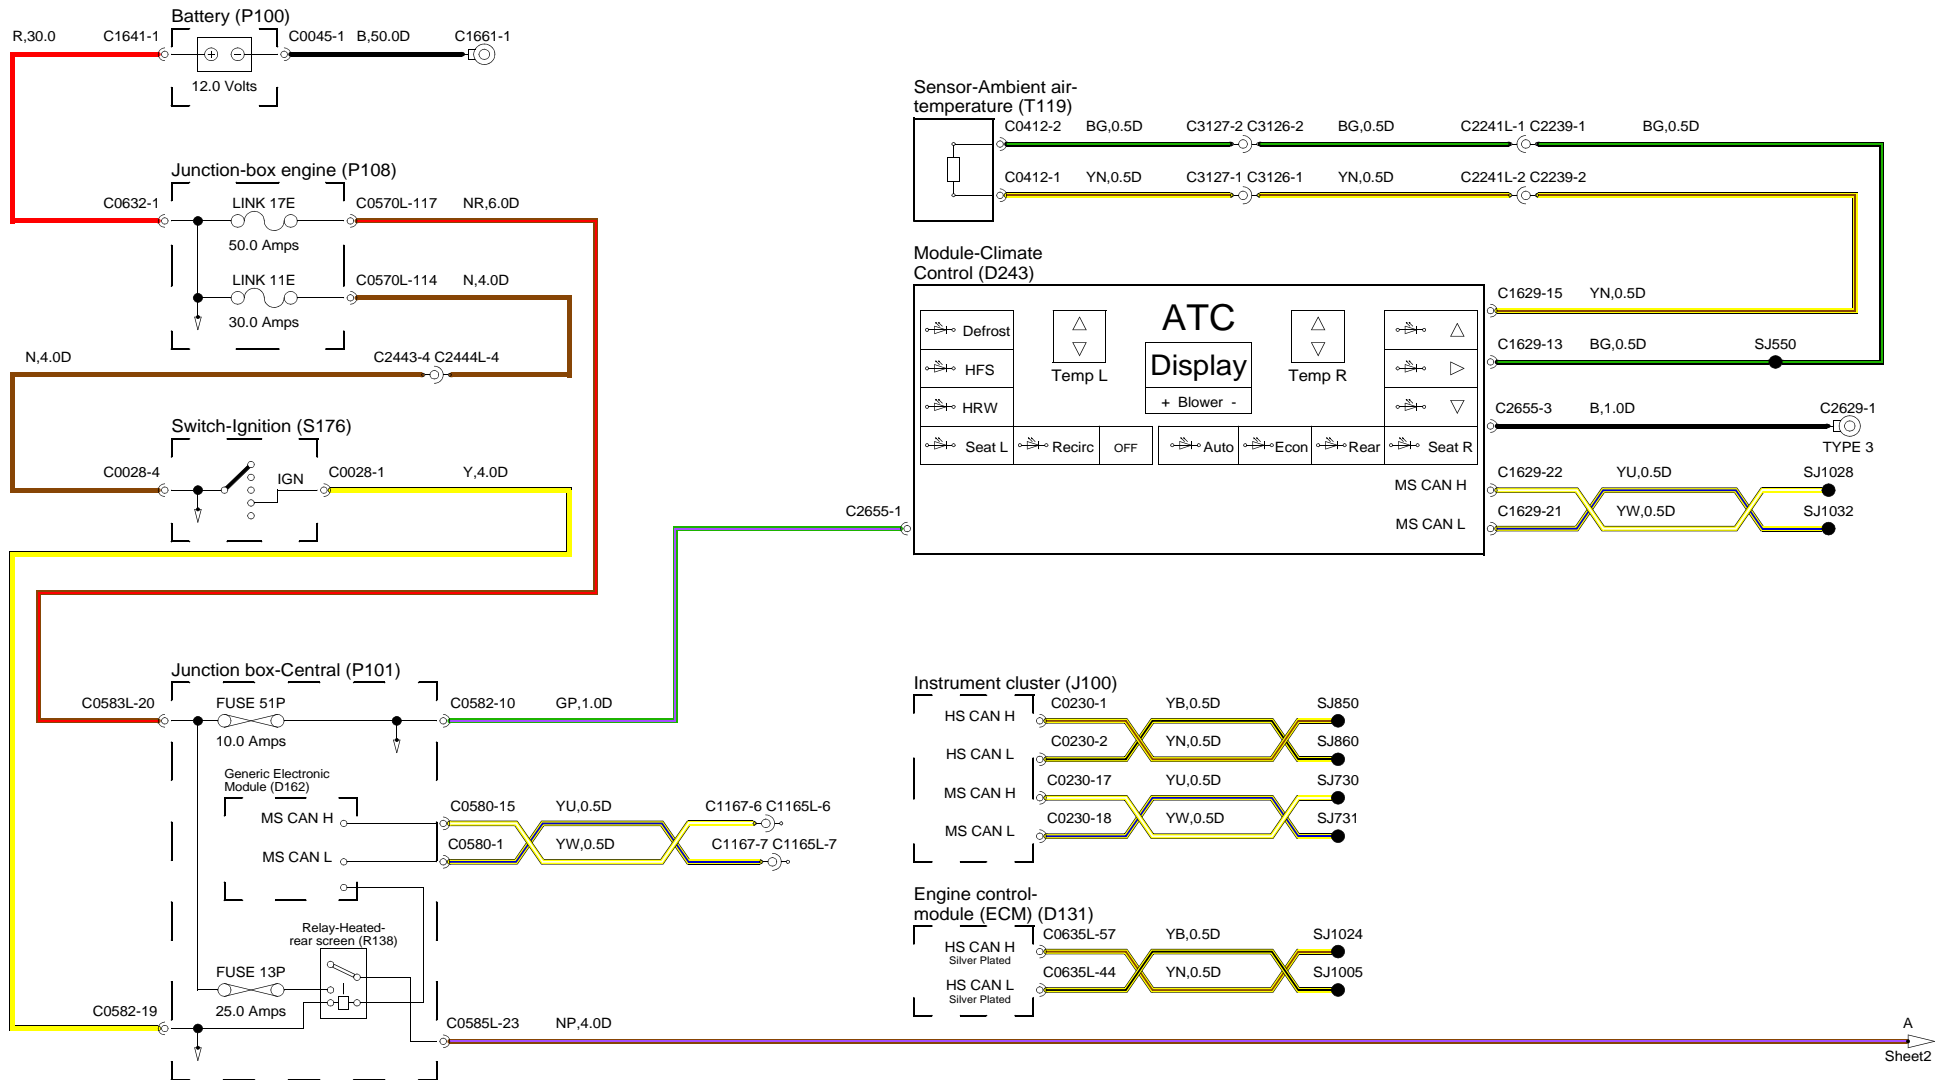 Battery (P100)
R,30.0 C1641-1 C0045-1 B,50.0D C1661-1
12.0 Volts
Junction-box engine (P108)
C0632-1 LINK 17E C0570L-117 NR,6.0D
50.0 Amps
LINK 11E C0570L-114 N,4.0D
30.0 Amps
N,4.0D C2443-4 C2444L-4
Switch-Ignition (S176)
C0028-4 IGN C0028-1 Y,4.0D
Junction box-Central (P101)
C0583L-20 FUSE 51P C0582-10 GP,1.0D
10.0 Amps
Generic Electronic
Module (D162)
MS CAN H C0580-15 YU,0.5D C1167-6 C1165L-6
MS CAN L C0580-1 YW,0.5D C1167-7 C1165L-7
Relay-Heated-
rear screen (R138)
FUSE 13P
25.0 Amps
C0582-19
C0585L-23 NP,4.0D
A
Sheet2
Sensor-Ambient air-
temperature (T119)
C0412-2 BG,0.5D C3127-2 C3126-2 BG,0.5D C2241L-1 C2239-1 BG,0.5D
C0412-1 YN,0.5D C3127-1 C3126-1 YN,0.5D C2241L-2 C2239-2
Module-Climate
Control (D243)
C1629-15 YN,0.5D
ATC
Defrost
Display
HFS Temp L Temp R
C1629-13 BG,0.5D SJ550
HRW + Blower -
C2655-3 B,1.0D C2629-1
TYPE 3
Seat L Recirc OFF Auto Econ Rear Seat R
MS CAN H C1629-22 YU,0.5D SJ1028
C2655-1
MS CAN L C1629-21 YW,0.5D SJ1032
Instrument cluster (J100)
HS CAN H C0230-1 YB,0.5D SJ850
HS CAN L C0230-2 YN,0.5D SJ860
MS CAN H C0230-17 YU,0.5D SJ730
MS CAN L C0230-18 YW,0.5D SJ731
Engine control-
module (ECM) (D131)
HS CAN H C0635L-57 YB,0.5D SJ1024
Silver Plated
HS CAN L C0635L-44 YN,0.5D SJ1005
Silver Plated